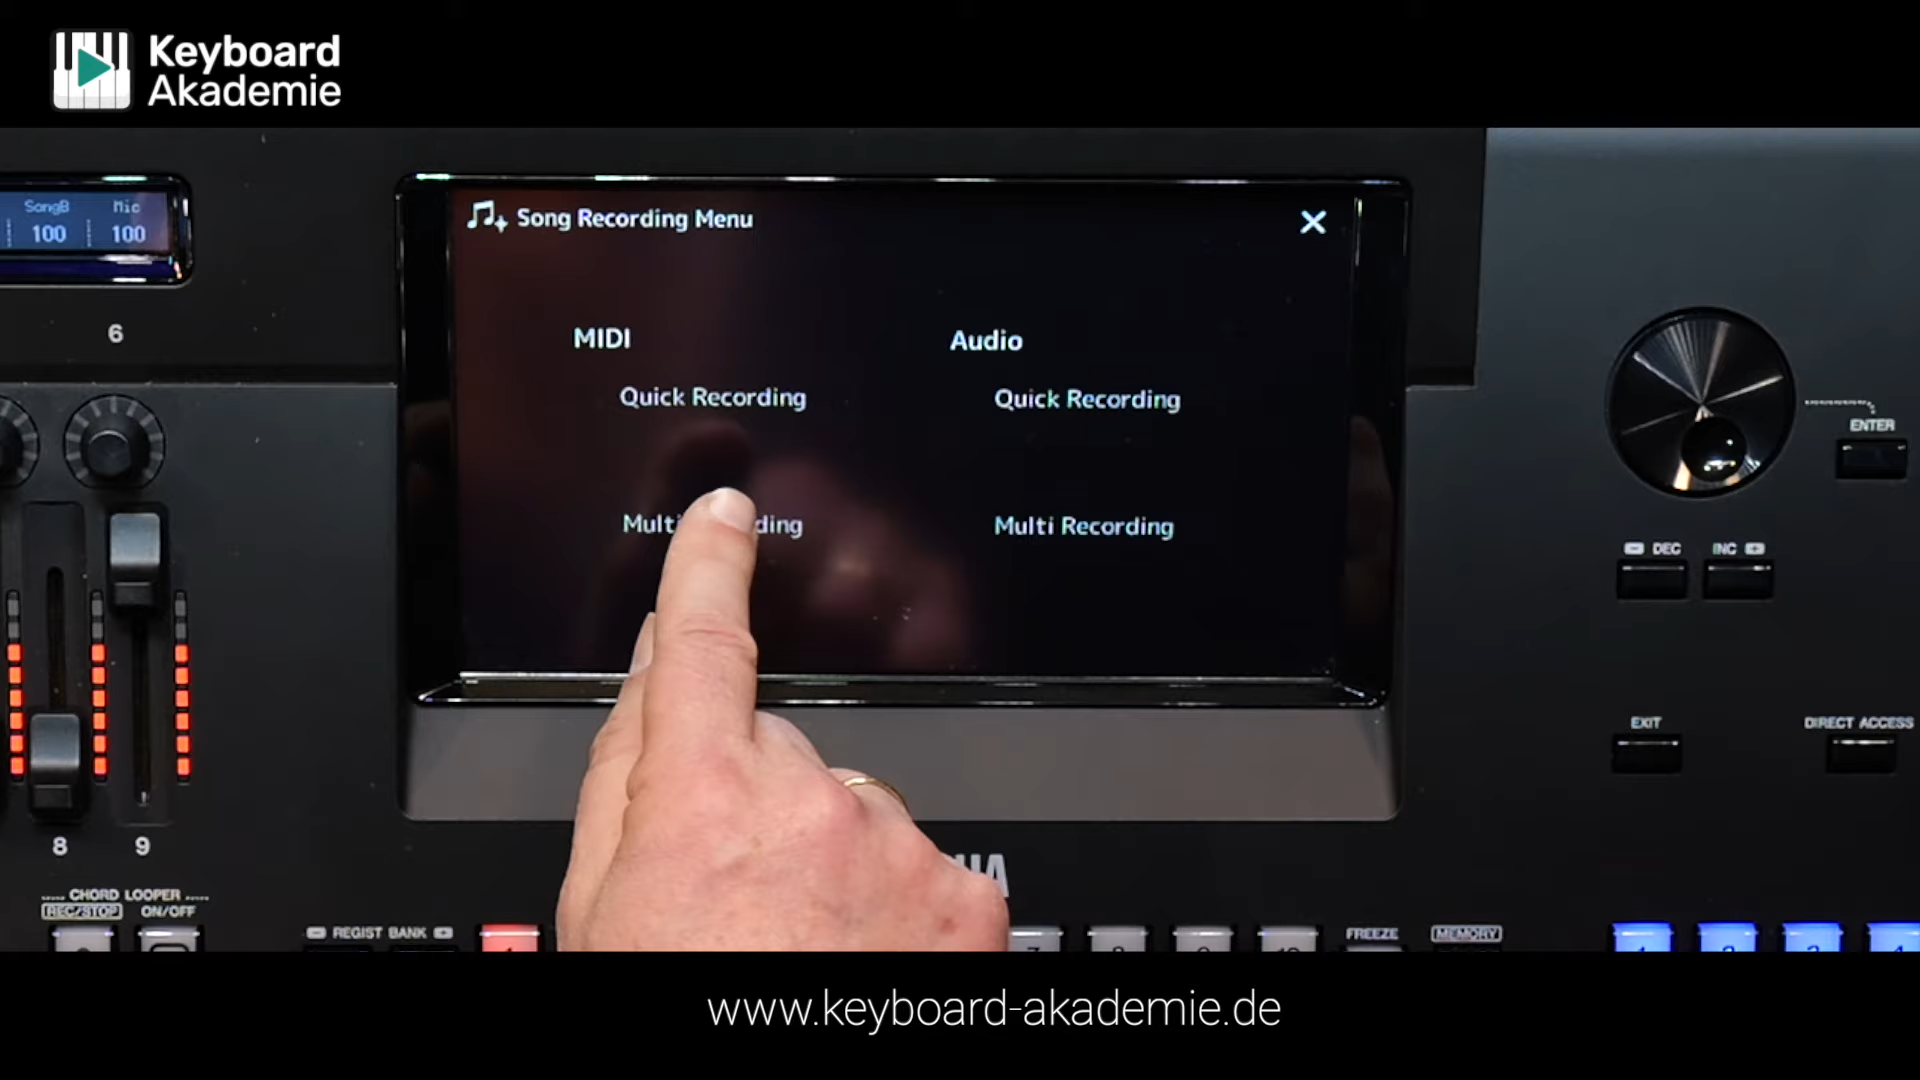 Keyboard
Akademie
SongB Mic
100 100
6
Song Recording Menu
MIDI
Audio
Quick Recording
Quick Recording
Multi Recording
ENTER
DEC INC
EXIT
DIRECT ACCESS
8 9
CHORD LOOPER
REC/STOP ON/OFF
REGIST BANK
FREEZE
MEMORY
www.keyboard-akademie.de